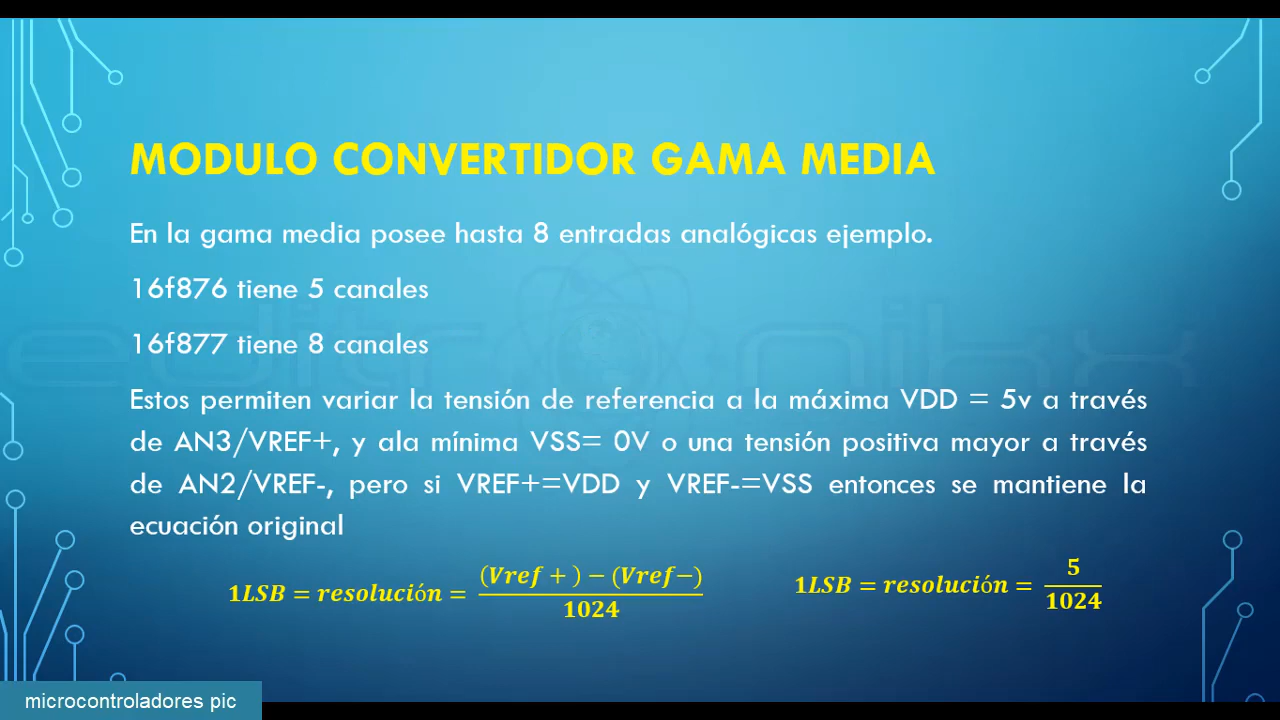 MODULO CONVERTIDOR GAMA MEDIA
En la gama media posee hasta 8 entradas analógicas ejemplo.
16f876 tiene 5 canales
16f877 tiene 8 canales
Estos permiten variar la tensión de referencia a la máxima VDD = 5v a través
de AN3/VREF+, y ala mínima VSS= 0V o una tensión positiva mayor a través
de AN2/VREF-, pero si VREF+=VDD y VREF-=VSS entonces se mantiene la
ecuación original
1LSB = resolución = (Vref + ) − (Vref−) / 1024
1LSB = resolución = 5 / 1024
microcontroladores pic